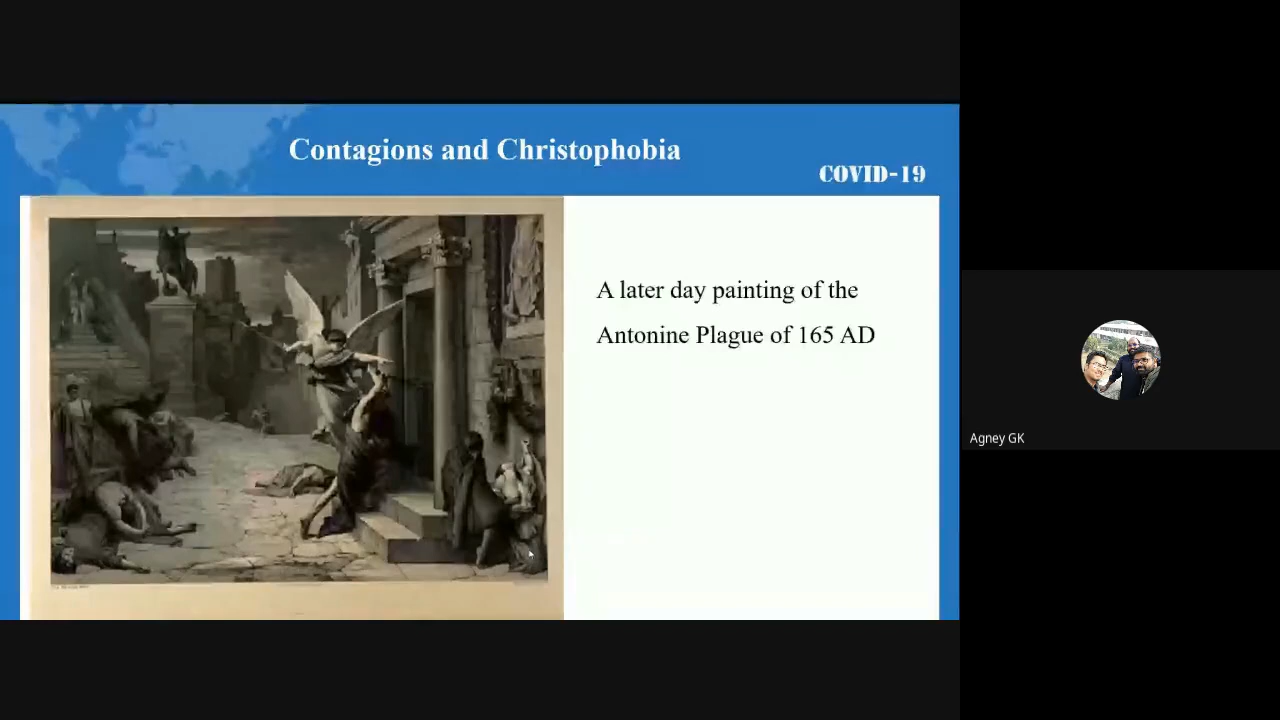 Contagions and Christophobia
COVID-19
A later day painting of the
Antonine Plague of 165 AD
Agney GK